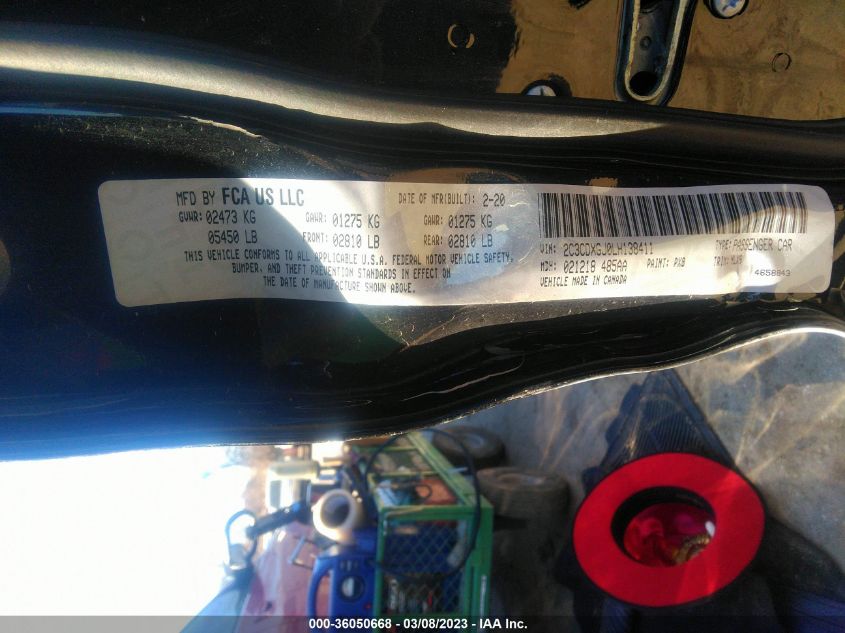 MFD BY FCA US LLC
DATE OF MFR(BUILT): 2-20
GVWR: 02473 KG GAWR: 01275 KG GAWR: 01275 KG
05450 LB FRONT: 02810 LB REAR: 02810 LB
THIS VEHICLE CONFORMS TO ALL APPLICABLE U.S.A. FEDERAL MOTOR VEHICLE SAFETY,
BUMPER, AND THEFT PREVENTION STANDARDS IN EFFECT ON
THE DATE OF MANUFACTURE SHOWN ABOVE.
VIN: 2C3CDXGJ0LH138411 TYPE: PASSENGER CAR
MDH: 021218 485AA PAINT: PXB TRIM:
VEHICLE MADE IN CANADA 4658843
000-36050668 - 03/08/2023 - IAA Inc.